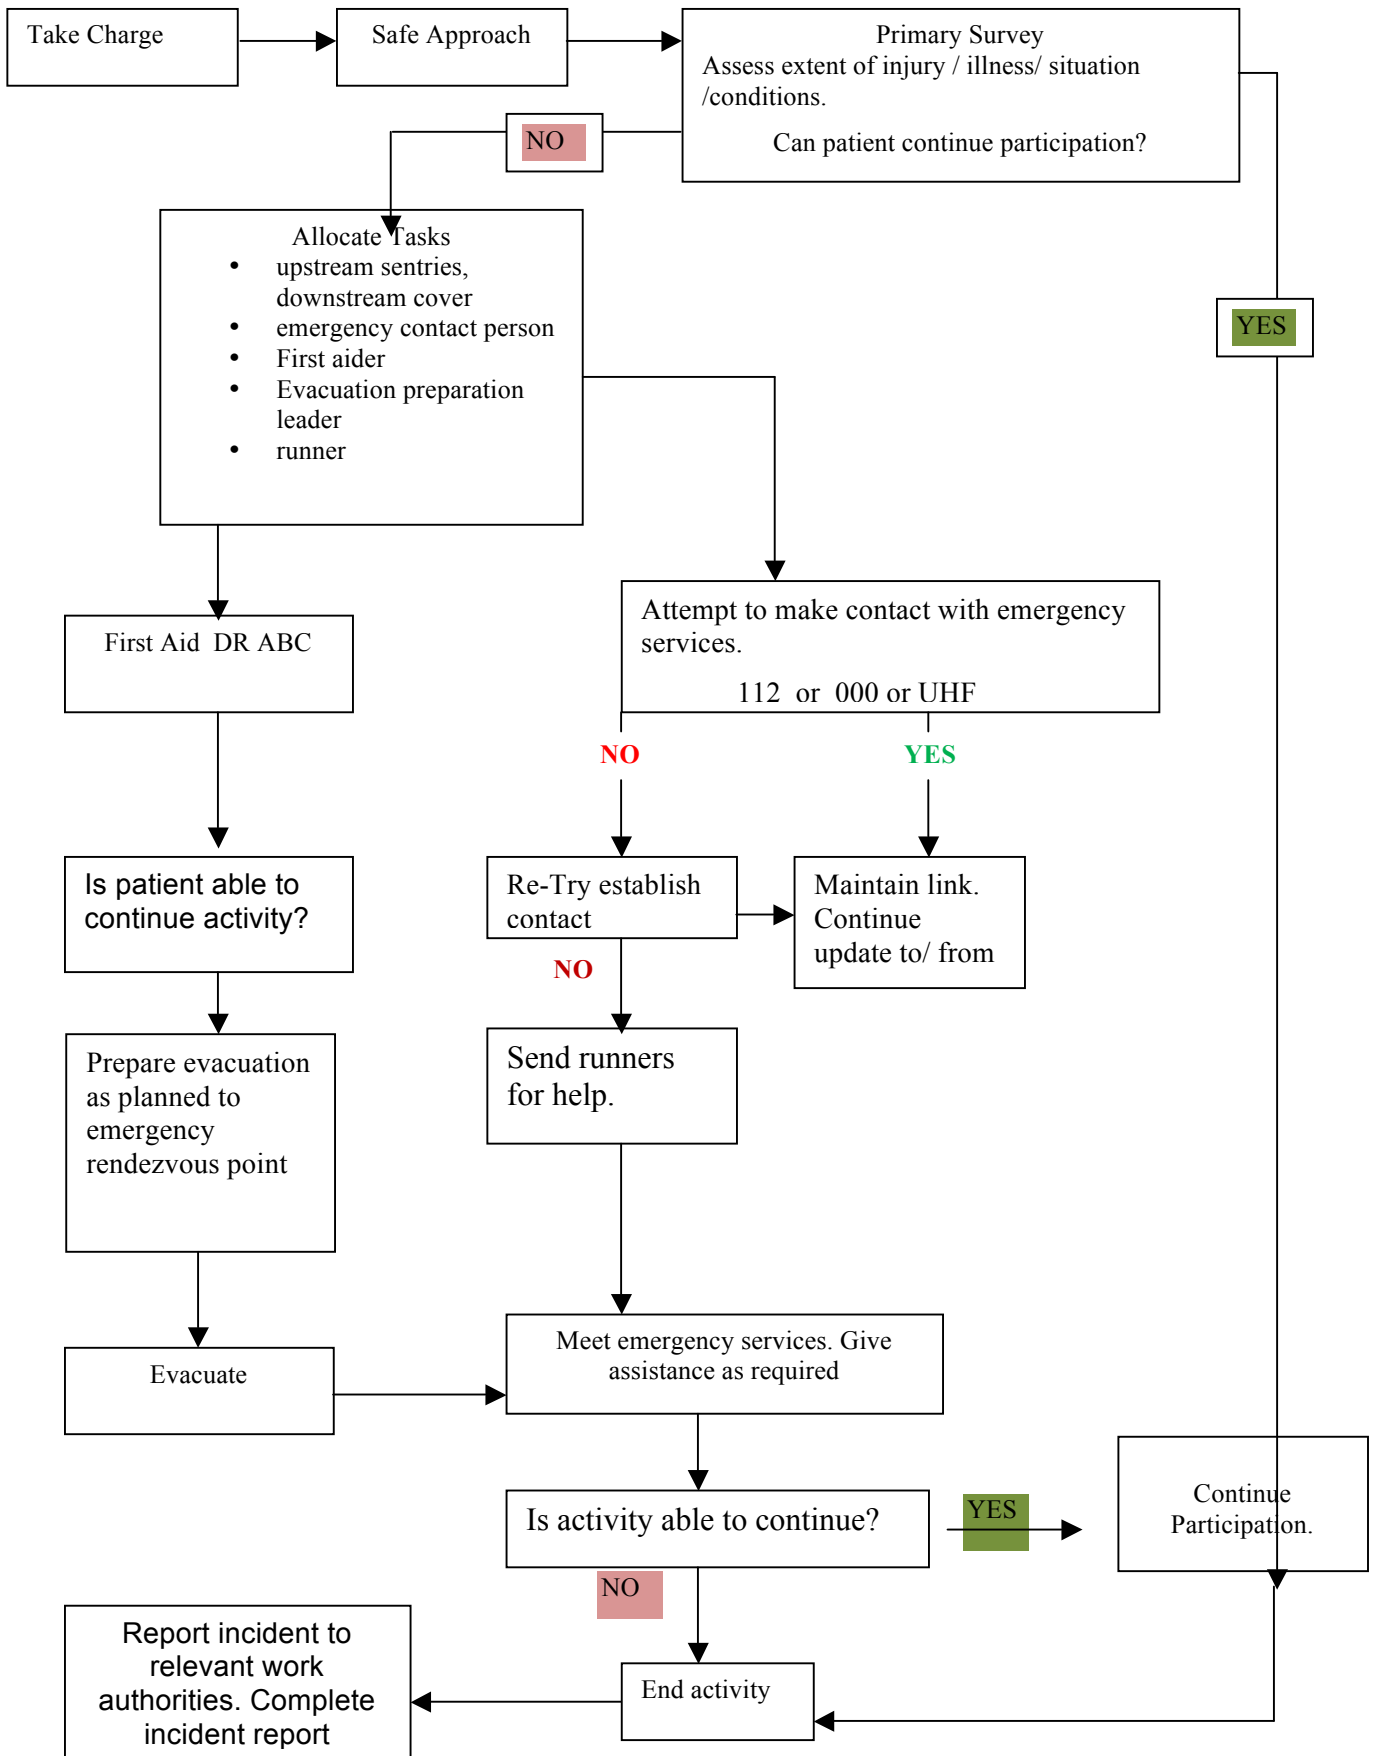 Take Charge
Safe Approach
Primary Survey
Assess extent of injury / illness/ situation
/conditions.
Can patient continue participation?
NO
YES
Allocate Tasks
• upstream sentries,
downstream cover
• emergency contact person
• First aider
• Evacuation preparation
leader
• runner
First Aid DR ABC
Attempt to make contact with emergency
services.
112 or 000 or UHF
NO
YES
Is patient able to
continue activity?
Re-Try establish
contact
Maintain link.
Continue
update to/ from
NO
Prepare evacuation
as planned to
emergency
rendezvous point
Send runners
for help.
Evacuate
Meet emergency services. Give
assistance as required
Is activity able to continue?
YES
Continue
Participation.
NO
End activity
Report incident to
relevant work
authorities. Complete
incident report